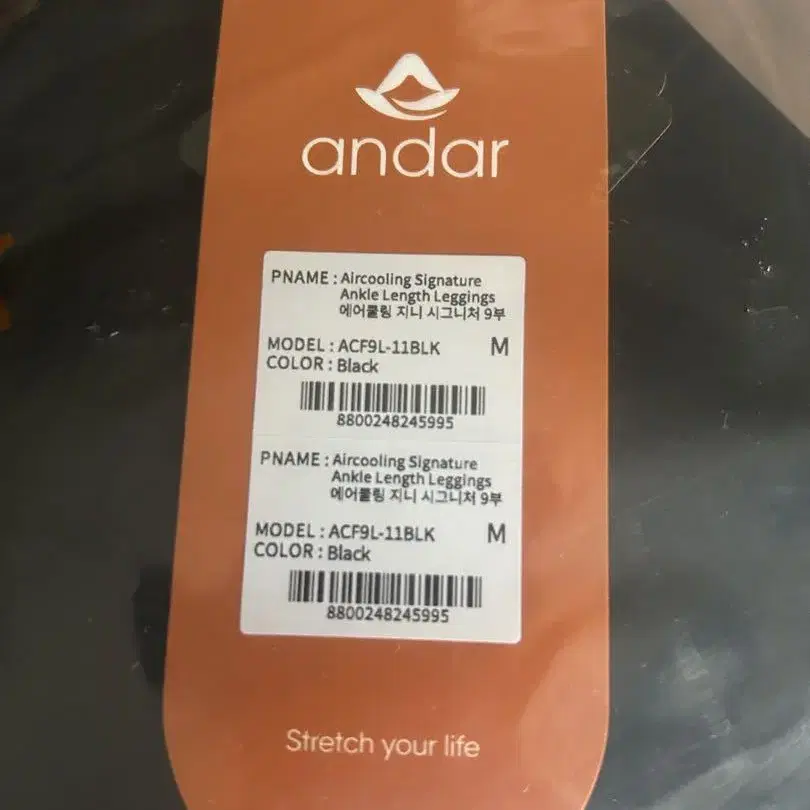 andar
PNAME : Aircooling Signature
Ankle Length Leggings
에어쿨링 지니 시그니처 9부
MODEL : ACF9L-11BLK M
COLOR : Black
8800248245995
PNAME : Aircooling Signature
Ankle Length Leggings
에어쿨링 지니 시그니처 9부
MODEL : ACF9L-11BLK M
COLOR : Black
8800248245995
Stretch your life